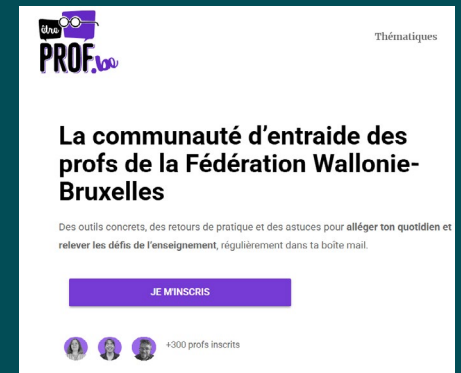 être
PROF.be
Thématiques
La communauté d’entraide des
profs de la Fédération Wallonie-
Bruxelles
Des outils concrets, des retours de pratique et des astuces pour alléger ton quotidien et
relever les défis de l’enseignement, régulièrement dans ta boîte mail.
JE M'INSCRIS
+300 profs inscrits